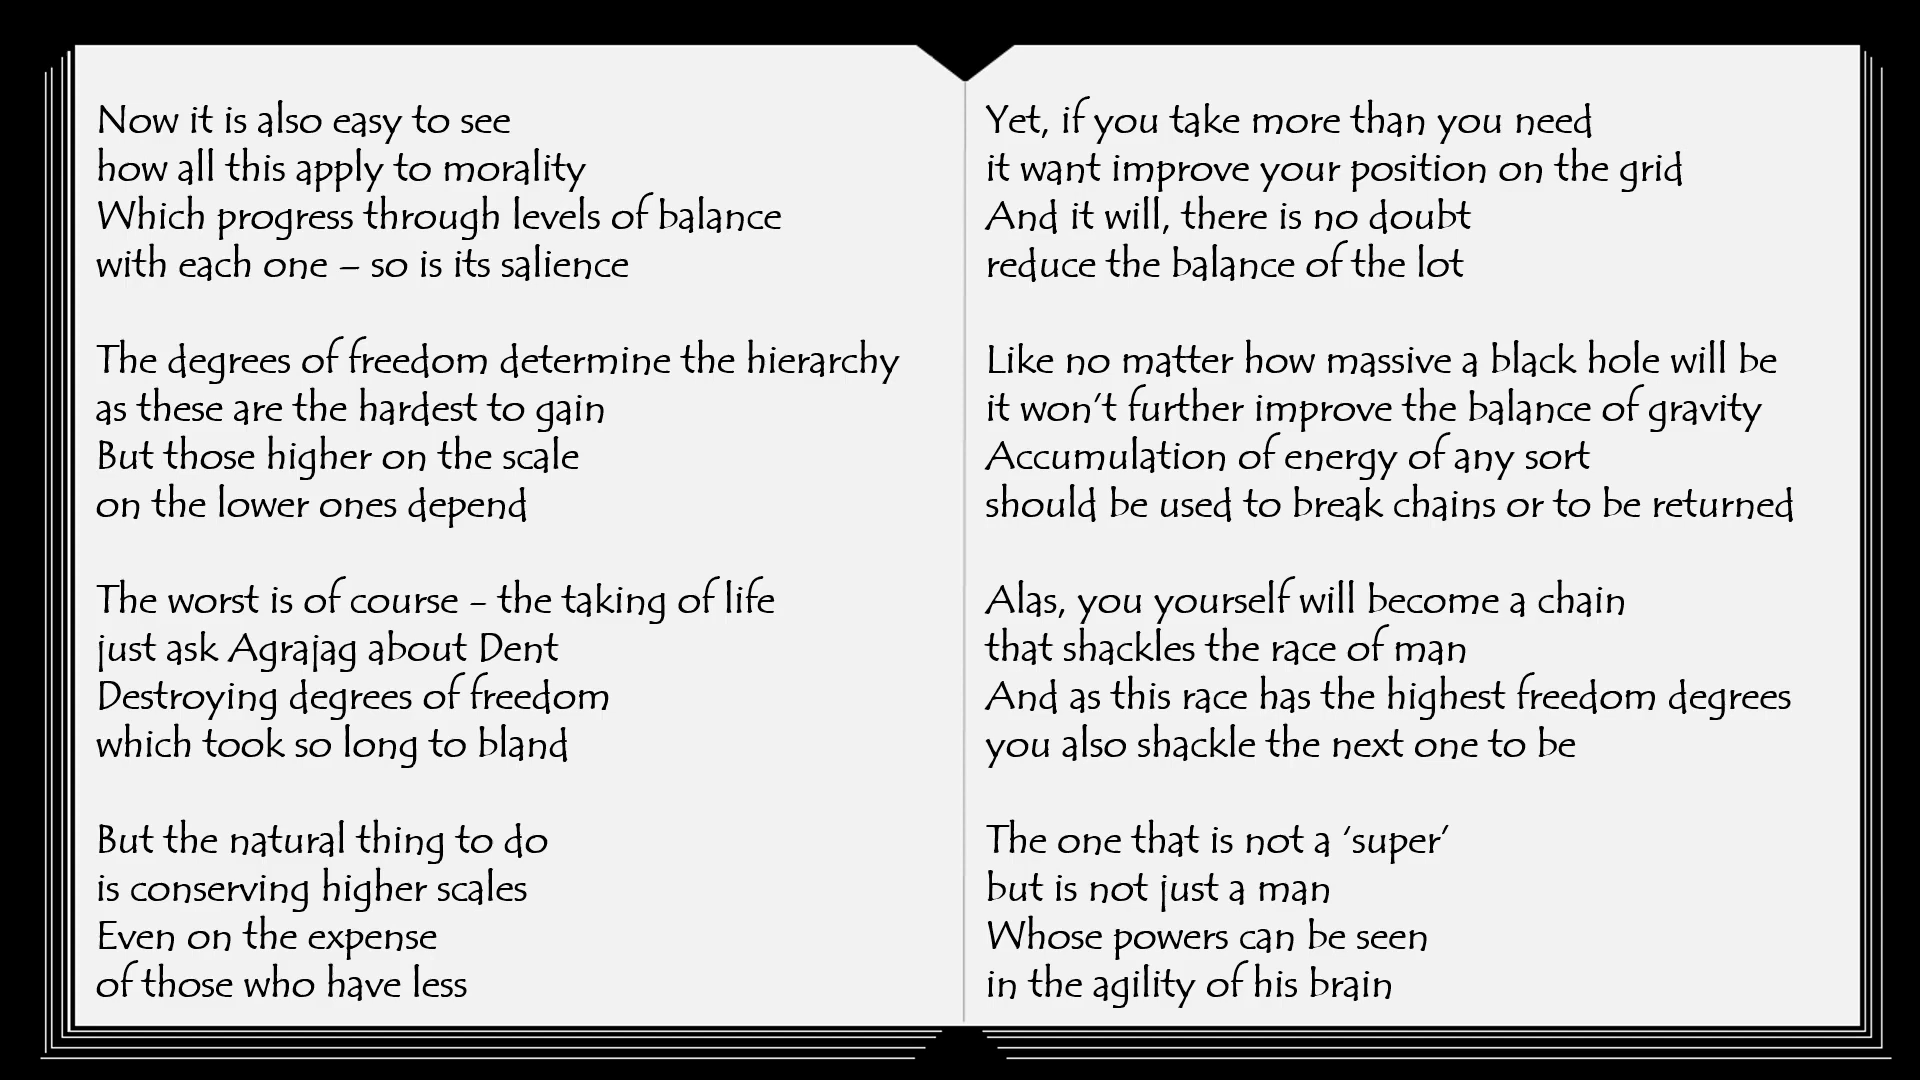 Now it is also easy to see
how all this apply to morality
Which progress through levels of balance
with each one – so is its salience
The degrees of freedom determine the hierarchy
as these are the hardest to gain
But those higher on the scale
on the lower ones depend
The worst is of course – the taking of life
just ask Agrajag about Dent
Destroying degrees of freedom
which took so long to bland
But the natural thing to do
is conserving higher scales
Even on the expense
of those who have less
Yet, if you take more than you need
it want improve your position on the grid
And it will, there is no doubt
reduce the balance of the lot
Like no matter how massive a black hole will be
it won’t further improve the balance of gravity
Accumulation of energy of any sort
should be used to break chains or to be returned
Alas, you yourself will become a chain
that shackles the race of man
And as this race has the highest freedom degrees
you also shackle the next one to be
The one that is not a ‘super’
but is not just a man
Whose powers can be seen
in the agility of his brain